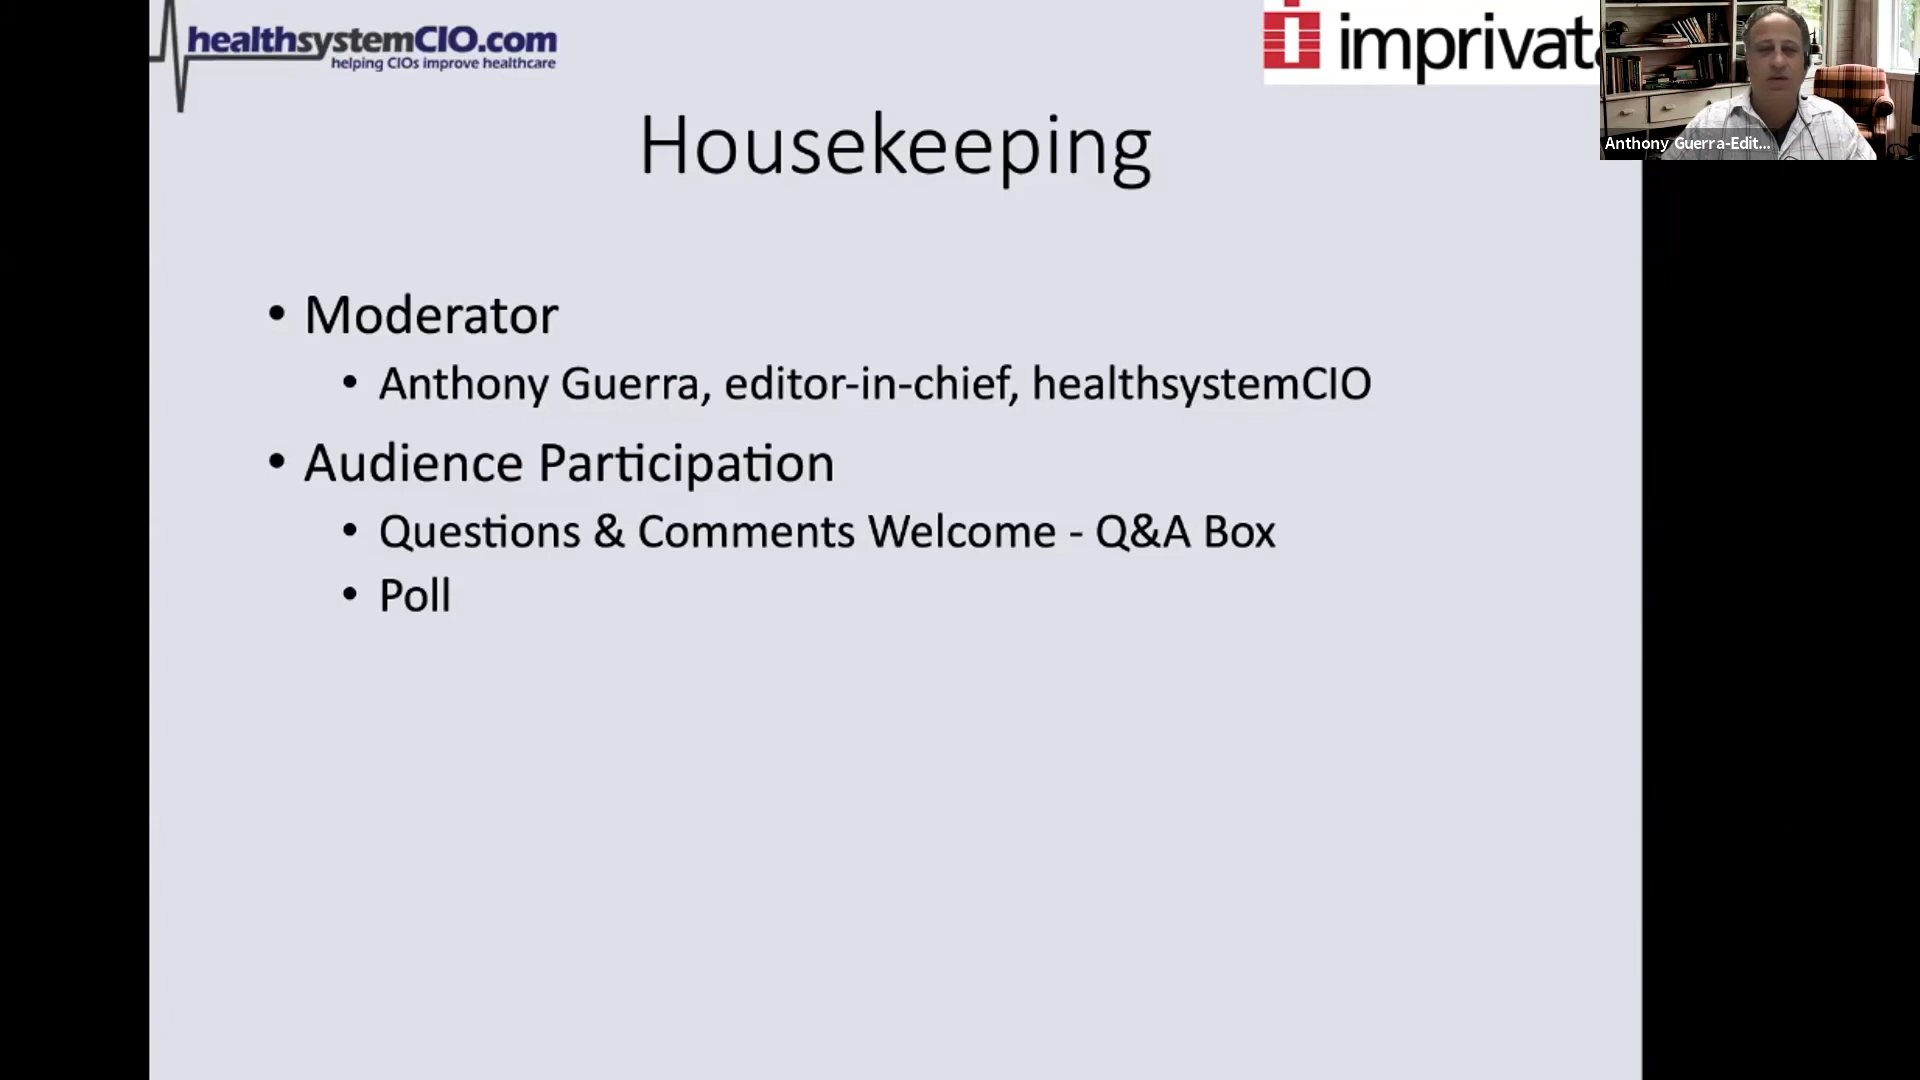 healthsystemCIO.com
helping CIOs improve healthcare
imprivata
Anthony Guerra-Edit...
Housekeeping
• Moderator
• Anthony Guerra, editor-in-chief, healthsystemCIO
• Audience Participation
• Questions & Comments Welcome - Q&A Box
• Poll